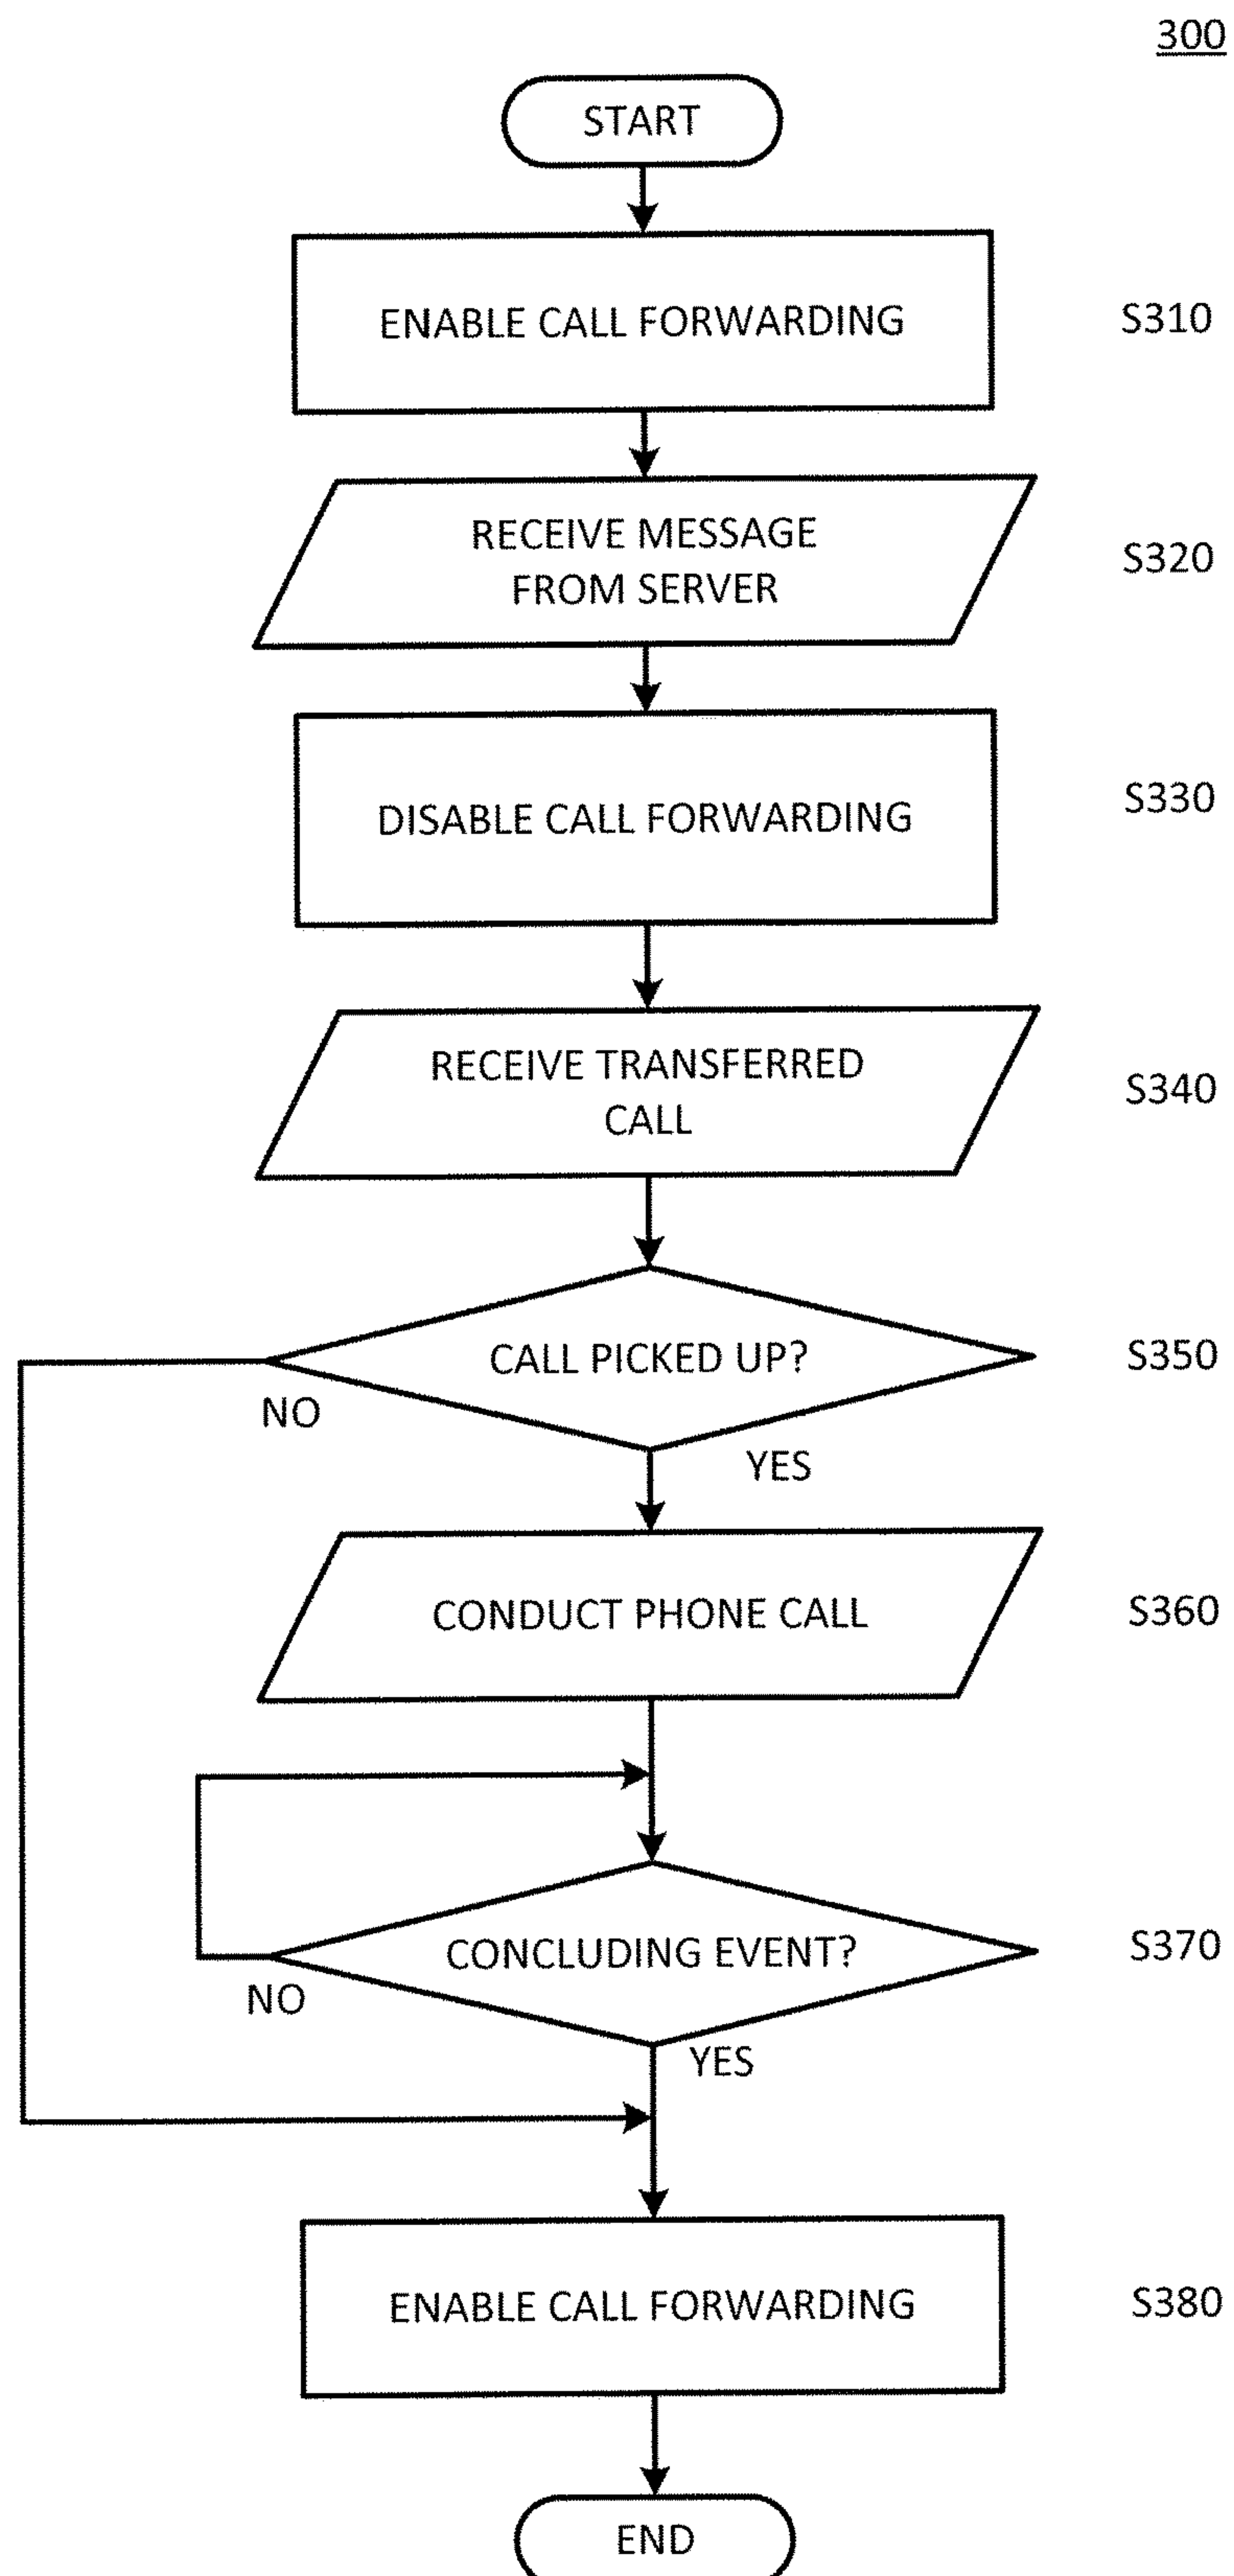 300
START
ENABLE CALL FORWARDING
S310
RECEIVE MESSAGE
FROM SERVER
S320
DISABLE CALL FORWARDING
S330
RECEIVE TRANSFERRED
CALL
S340
CALL PICKED UP?
S350
NO
YES
CONDUCT PHONE CALL
S360
CONCLUDING EVENT?
S370
NO
YES
ENABLE CALL FORWARDING
S380
END